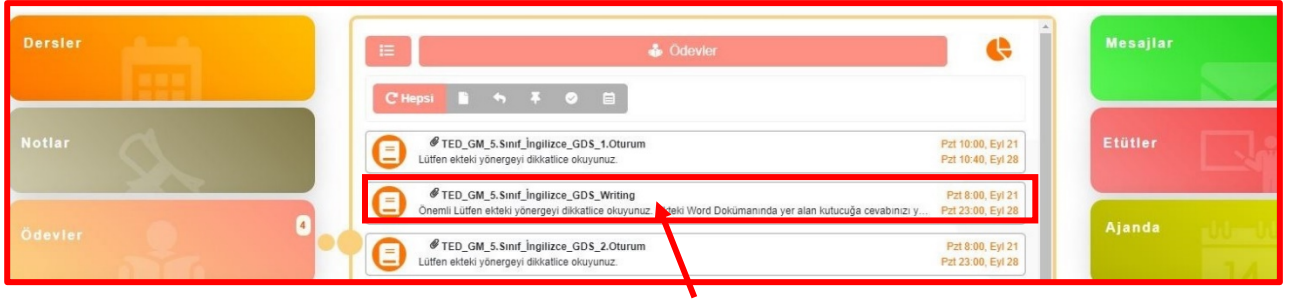 Dersler
Notlar
Ödevler
4
Ödevler
Hepsi
TED_GM_5.Sınıf_İngilizce_GDS_1.Oturum
Pzt 10:00, Eyl 21
Lütfen ekteki yönergeyi dikkatlice okuyunuz.
Pzt 10:40, Eyl 28
TED_GM_5.Sınıf_İngilizce_GDS_Writing
Pzt 8:00, Eyl 21
Önemli Lütfen ekteki yönergeyi dikkatlice okuyunuz. Ekteki Word Dokümanında yer alan kutucuğa cevabınızı y...
Pzt 23:00, Eyl 28
TED_GM_5.Sınıf_İngilizce_GDS_2.Oturum
Pzt 8:00, Eyl 21
Lütfen ekteki yönergeyi dikkatlice okuyunuz.
Pzt 23:00, Eyl 28
Mesajlar
Etütler
Ajanda
14